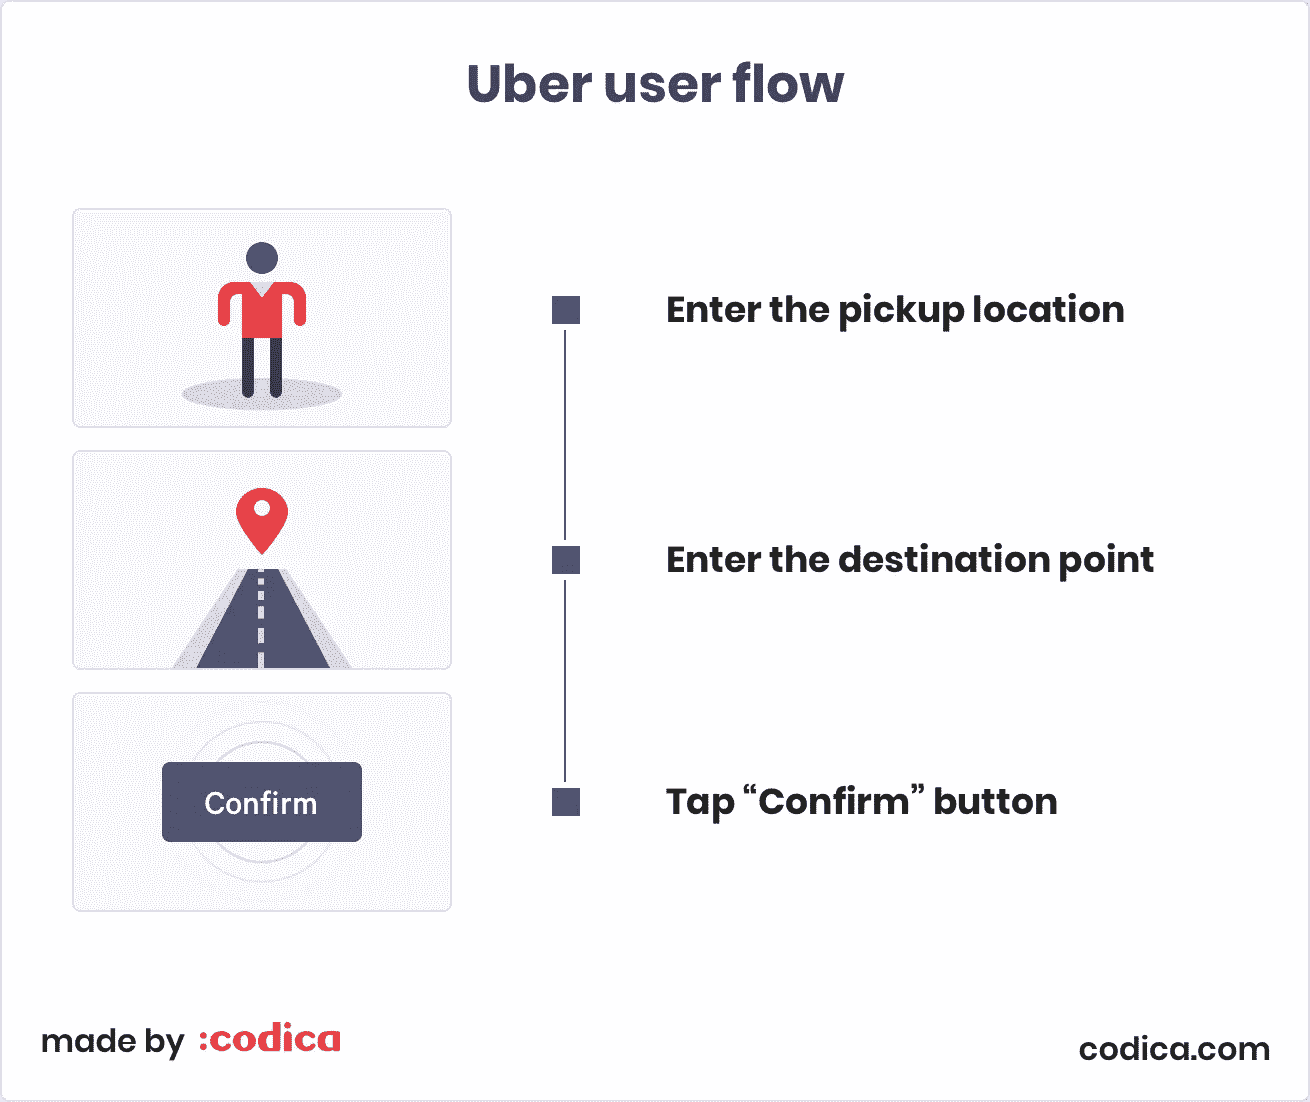 Uber user flow
Enter the pickup location
Enter the destination point
Confirm
Tap “Confirm” button
made by :codica
codica.com